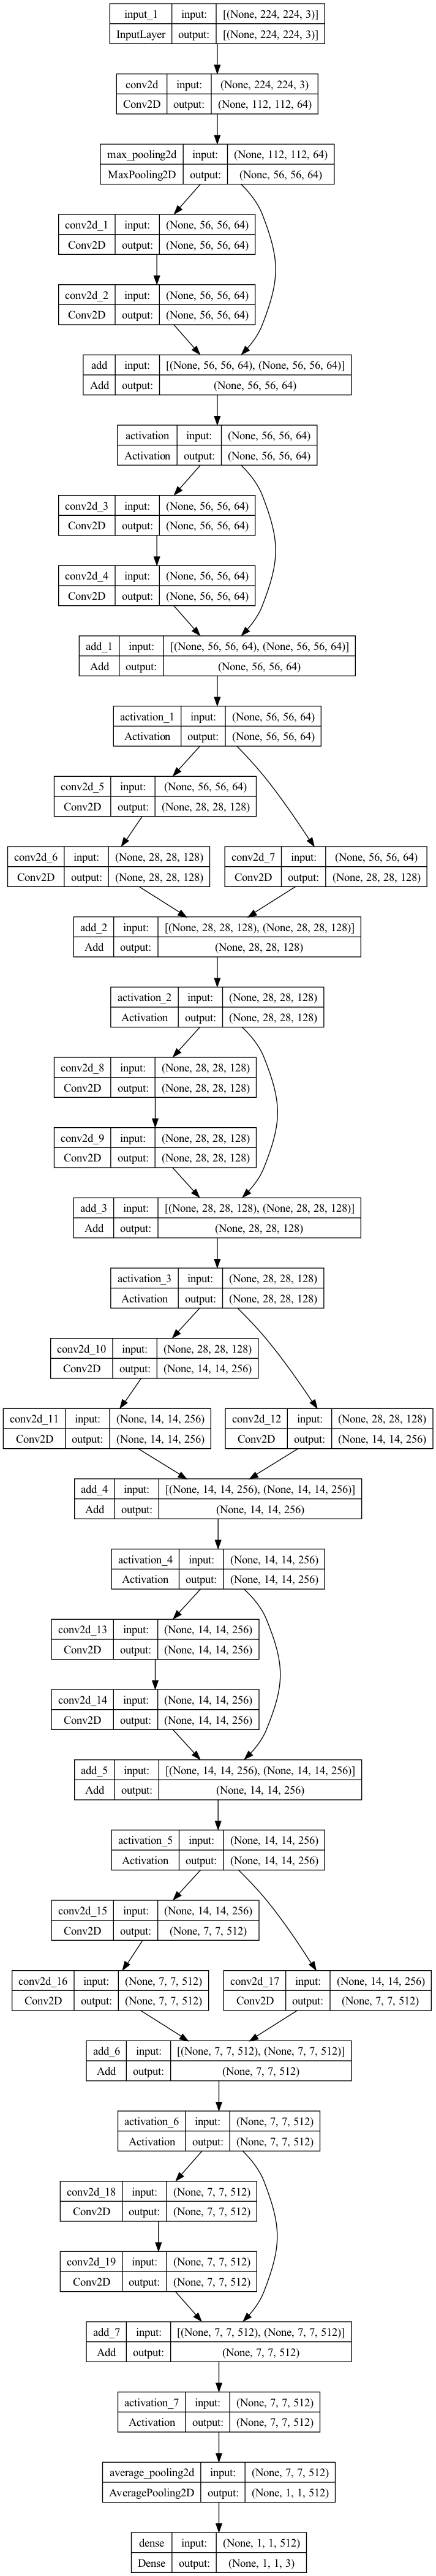 input_1 input: [(None, 224, 224, 3)]
InputLayer output: [(None, 224, 224, 3)]
conv2d input: (None, 224, 224, 3)
Conv2D output: (None, 112, 112, 64)
max_pooling2d input: (None, 112, 112, 64)
MaxPooling2D output: (None, 56, 56, 64)
conv2d_1 input: (None, 56, 56, 64)
Conv2D output: (None, 56, 56, 64)
conv2d_2 input: (None, 56, 56, 64)
Conv2D output: (None, 56, 56, 64)
add input: [(None, 56, 56, 64), (None, 56, 56, 64)]
Add output: (None, 56, 56, 64)
activation input: (None, 56, 56, 64)
Activation output: (None, 56, 56, 64)
conv2d_3 input: (None, 56, 56, 64)
Conv2D output: (None, 56, 56, 64)
conv2d_4 input: (None, 56, 56, 64)
Conv2D output: (None, 56, 56, 64)
add_1 input: [(None, 56, 56, 64), (None, 56, 56, 64)]
Add output: (None, 56, 56, 64)
activation_1 input: (None, 56, 56, 64)
Activation output: (None, 56, 56, 64)
conv2d_5 input: (None, 56, 56, 64)
Conv2D output: (None, 28, 28, 128)
conv2d_6 input: (None, 28, 28, 128)
Conv2D output: (None, 28, 28, 128)
conv2d_7 input: (None, 56, 56, 64)
Conv2D output: (None, 28, 28, 128)
add_2 input: [(None, 28, 28, 128), (None, 28, 28, 128)]
Add output: (None, 28, 28, 128)
activation_2 input: (None, 28, 28, 128)
Activation output: (None, 28, 28, 128)
conv2d_8 input: (None, 28, 28, 128)
Conv2D output: (None, 28, 28, 128)
conv2d_9 input: (None, 28, 28, 128)
Conv2D output: (None, 28, 28, 128)
add_3 input: [(None, 28, 28, 128), (None, 28, 28, 128)]
Add output: (None, 28, 28, 128)
activation_3 input: (None, 28, 28, 128)
Activation output: (None, 28, 28, 128)
conv2d_10 input: (None, 28, 28, 128)
Conv2D output: (None, 14, 14, 256)
conv2d_11 input: (None, 14, 14, 256)
Conv2D output: (None, 14, 14, 256)
conv2d_12 input: (None, 28, 28, 128)
Conv2D output: (None, 14, 14, 256)
add_4 input: [(None, 14, 14, 256), (None, 14, 14, 256)]
Add output: (None, 14, 14, 256)
activation_4 input: (None, 14, 14, 256)
Activation output: (None, 14, 14, 256)
conv2d_13 input: (None, 14, 14, 256)
Conv2D output: (None, 14, 14, 256)
conv2d_14 input: (None, 14, 14, 256)
Conv2D output: (None, 14, 14, 256)
add_5 input: [(None, 14, 14, 256), (None, 14, 14, 256)]
Add output: (None, 14, 14, 256)
activation_5 input: (None, 14, 14, 256)
Activation output: (None, 14, 14, 256)
conv2d_15 input: (None, 14, 14, 256)
Conv2D output: (None, 7, 7, 512)
conv2d_16 input: (None, 7, 7, 512)
Conv2D output: (None, 7, 7, 512)
conv2d_17 input: (None, 14, 14, 256)
Conv2D output: (None, 7, 7, 512)
add_6 input: [(None, 7, 7, 512), (None, 7, 7, 512)]
Add output: (None, 7, 7, 512)
activation_6 input: (None, 7, 7, 512)
Activation output: (None, 7, 7, 512)
conv2d_18 input: (None, 7, 7, 512)
Conv2D output: (None, 7, 7, 512)
conv2d_19 input: (None, 7, 7, 512)
Conv2D output: (None, 7, 7, 512)
add_7 input: [(None, 7, 7, 512), (None, 7, 7, 512)]
Add output: (None, 7, 7, 512)
activation_7 input: (None, 7, 7, 512)
Activation output: (None, 7, 7, 512)
average_pooling2d input: (None, 7, 7, 512)
AveragePooling2D output: (None, 1, 1, 512)
dense input: (None, 1, 1, 512)
Dense output: (None, 1, 1, 3)